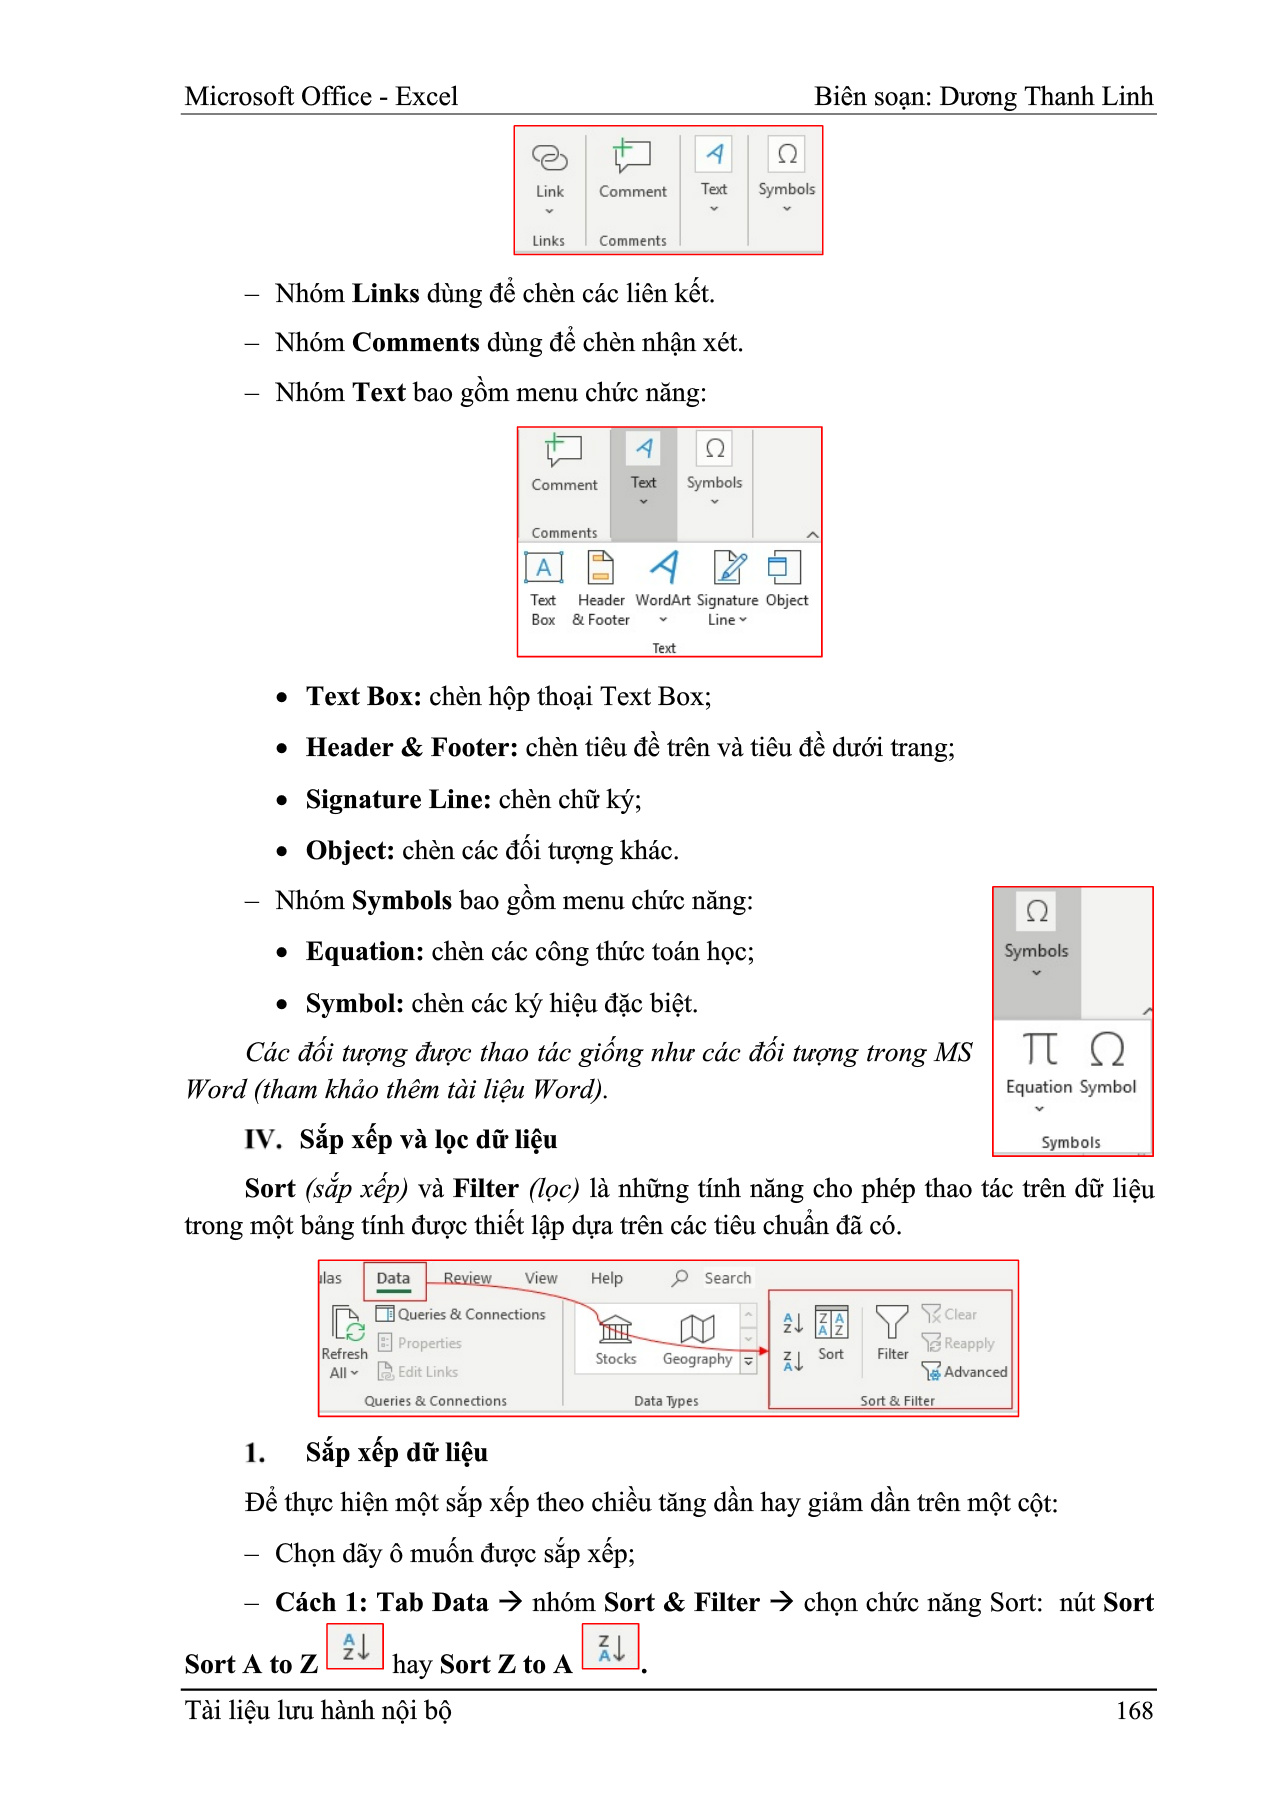 Microsoft Office - Excel Biên soạn: Dương Thanh Linh
Link Comment Text Symbols
Links Comments
– Nhóm Links dùng để chèn các liên kết.
– Nhóm Comments dùng để chèn nhận xét.
– Nhóm Text bao gồm menu chức năng:
Comment Text Symbols
Comments
Text Header WordArt Signature Object
Box & Footer Line
Text
• Text Box: chèn hộp thoại Text Box;
• Header & Footer: chèn tiêu đề trên và tiêu đề dưới trang;
• Signature Line: chèn chữ ký;
• Object: chèn các đối tượng khác.
– Nhóm Symbols bao gồm menu chức năng:
• Equation: chèn các công thức toán học;
• Symbol: chèn các ký hiệu đặc biệt.
Symbols
Equation Symbol
Symbols
Các đối tượng được thao tác giống như các đối tượng trong MS
Word (tham khảo thêm tài liệu Word).
IV. Sắp xếp và lọc dữ liệu
Sort (sắp xếp) và Filter (lọc) là những tính năng cho phép thao tác trên dữ liệu
trong một bảng tính được thiết lập dựa trên các tiêu chuẩn đã có.
ulas Data Review View Help Search
Refresh All
Queries & Connections
Properties
Edit Links
Queries & Connections
Stocks Geography
Data Types
Sort Filter
Clear
Reapply
Advanced
Sort & Filter
1. Sắp xếp dữ liệu
Để thực hiện một sắp xếp theo chiều tăng dần hay giảm dần trên một cột:
– Chọn dãy ô muốn được sắp xếp;
– Cách 1: Tab Data → nhóm Sort & Filter → chọn chức năng Sort: nút Sort
Sort A to Z AZ↓ hay Sort Z to A ZA↓.
Tài liệu lưu hành nội bộ 168